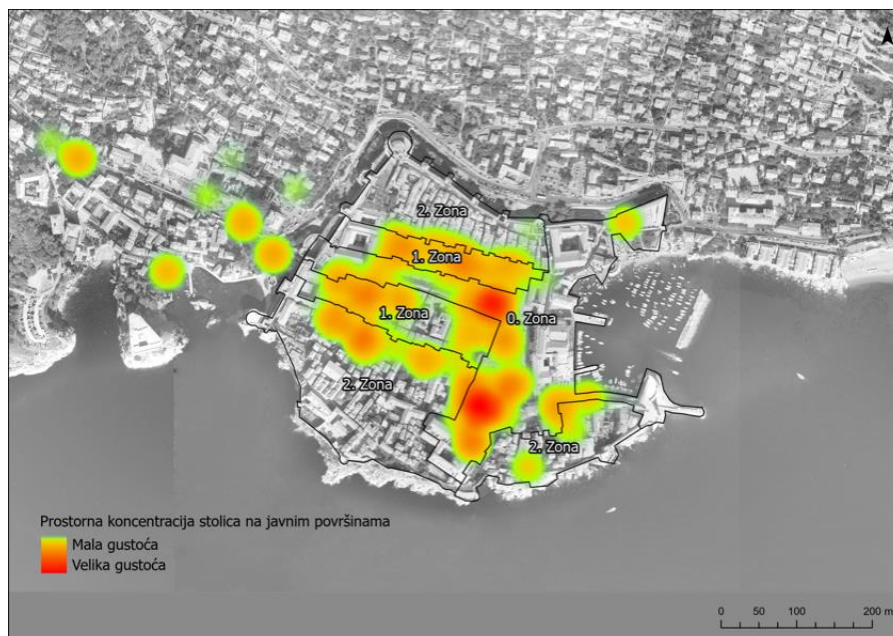 2. Zona
1. Zona
1. Zona
0. Zona
2. Zona
2. Zona
Prostorna koncentracija stolica na javnim površinama
Mala gustoća
Velika gustoća
0 50 100 200 m